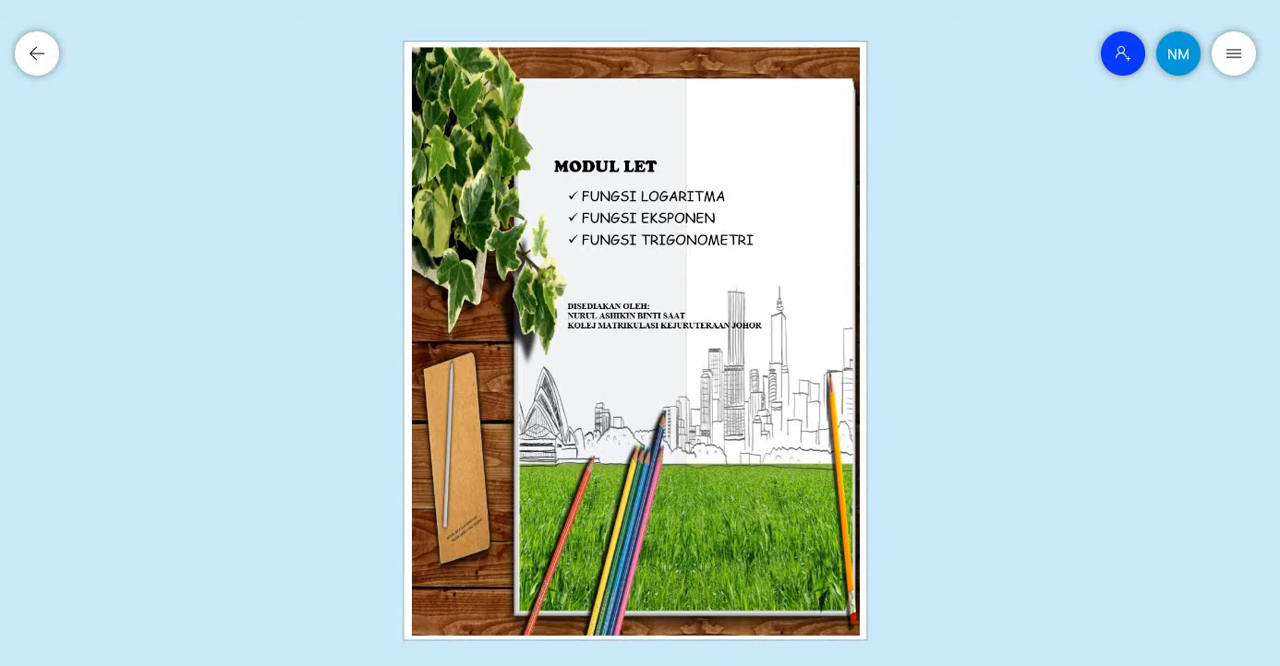 NM
MODUL LET
✓ FUNGSI LOGARITMA
✓ FUNGSI EKSPONEN
✓ FUNGSI TRIGONOMETRI
DISEDIAKAN OLEH:
NURUL ASHIKIN BINTI SAAT
KOLEJ MATRIKULASI KEJURUTERAAN JOHOR